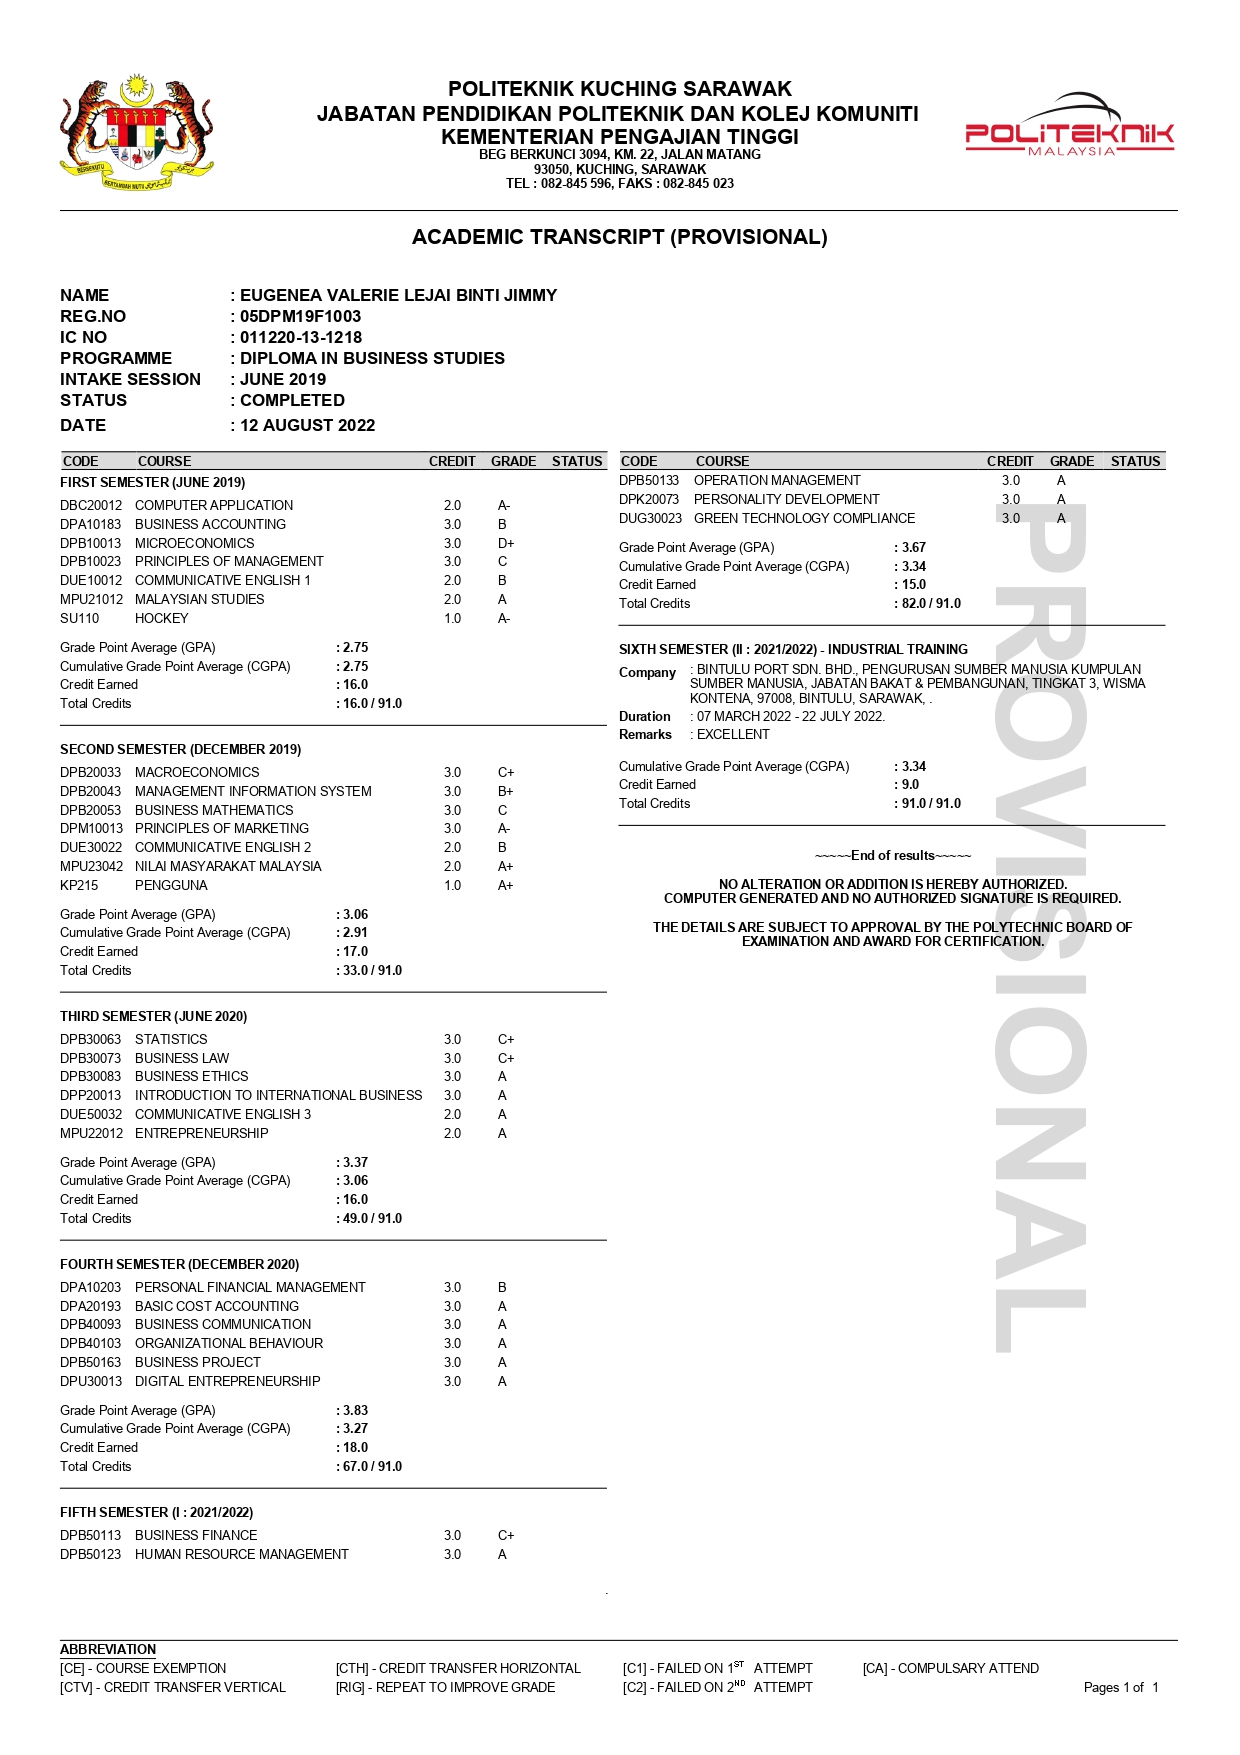 POLITEKNIK KUCHING SARAWAK
JABATAN PENDIDIKAN POLITEKNIK DAN KOLEJ KOMUNITI
KEMENTERIAN PENGAJIAN TINGGI
BEG BERKUNCI 3094, KM. 22, JALAN MATANG
93050, KUCHING, SARAWAK
TEL : 082-845 596, FAKS : 082-845 023
POLITEKNIK
MALAYSIA
ACADEMIC TRANSCRIPT (PROVISIONAL)
NAME : EUGENEA VALERIE LEJAI BINTI JIMMY
REG.NO : 05DPM19F1003
IC NO : 011220-13-1218
PROGRAMME : DIPLOMA IN BUSINESS STUDIES
INTAKE SESSION : JUNE 2019
STATUS : COMPLETED
DATE : 12 AUGUST 2022
CODE COURSE CREDIT GRADE STATUS
FIRST SEMESTER (JUNE 2019)
DBC20012 COMPUTER APPLICATION 2.0 A-
DPA10183 BUSINESS ACCOUNTING 3.0 B
DPB10013 MICROECONOMICS 3.0 D+
DPB10023 PRINCIPLES OF MANAGEMENT 3.0 C
DUE10012 COMMUNICATIVE ENGLISH 1 2.0 B
MPU21012 MALAYSIAN STUDIES 2.0 A
SU110 HOCKEY 1.0 A-
Grade Point Average (GPA) : 2.75
Cumulative Grade Point Average (CGPA) : 2.75
Credit Earned : 16.0
Total Credits : 16.0 / 91.0
SECOND SEMESTER (DECEMBER 2019)
DPB20033 MACROECONOMICS 3.0 C+
DPB20043 MANAGEMENT INFORMATION SYSTEM 3.0 B+
DPB20053 BUSINESS MATHEMATICS 3.0 C
DPM10013 PRINCIPLES OF MARKETING 3.0 A-
DUE30022 COMMUNICATIVE ENGLISH 2 2.0 B
MPU23042 NILAI MASYARAKAT MALAYSIA 2.0 A+
KP215 PENGGUNA 1.0 A+
Grade Point Average (GPA) : 3.06
Cumulative Grade Point Average (CGPA) : 2.91
Credit Earned : 17.0
Total Credits : 33.0 / 91.0
THIRD SEMESTER (JUNE 2020)
DPB30063 STATISTICS 3.0 C+
DPB30073 BUSINESS LAW 3.0 C+
DPB30083 BUSINESS ETHICS 3.0 A
DPP20013 INTRODUCTION TO INTERNATIONAL BUSINESS 3.0 A
DUE50032 COMMUNICATIVE ENGLISH 3 2.0 A
MPU22012 ENTREPRENEURSHIP 2.0 A
Grade Point Average (GPA) : 3.37
Cumulative Grade Point Average (CGPA) : 3.06
Credit Earned : 16.0
Total Credits : 49.0 / 91.0
FOURTH SEMESTER (DECEMBER 2020)
DPA10203 PERSONAL FINANCIAL MANAGEMENT 3.0 B
DPA20193 BASIC COST ACCOUNTING 3.0 A
DPB40093 BUSINESS COMMUNICATION 3.0 A
DPB40103 ORGANIZATIONAL BEHAVIOUR 3.0 A
DPB50163 BUSINESS PROJECT 3.0 A
DPU30013 DIGITAL ENTREPRENEURSHIP 3.0 A
Grade Point Average (GPA) : 3.83
Cumulative Grade Point Average (CGPA) : 3.27
Credit Earned : 18.0
Total Credits : 67.0 / 91.0
FIFTH SEMESTER (I : 2021/2022)
DPB50113 BUSINESS FINANCE 3.0 C+
DPB50123 HUMAN RESOURCE MANAGEMENT 3.0 A
CODE COURSE CREDIT GRADE STATUS
DPB50133 OPERATION MANAGEMENT 3.0 A
DPK20073 PERSONALITY DEVELOPMENT 3.0 A
DUG30023 GREEN TECHNOLOGY COMPLIANCE 3.0 A
Grade Point Average (GPA) : 3.67
Cumulative Grade Point Average (CGPA) : 3.34
Credit Earned : 15.0
Total Credits : 82.0 / 91.0
SIXTH SEMESTER (II : 2021/2022) - INDUSTRIAL TRAINING
Company : BINTULU PORT SDN. BHD., PENGURUSAN SUMBER MANUSIA KUMPULAN
SUMBER MANUSIA, JABATAN BAKAT & PEMBANGUNAN, TINGKAT 3, WISMA
KONTENA, 97008, BINTULU, SARAWAK, .
Duration : 07 MARCH 2022 - 22 JULY 2022.
Remarks : EXCELLENT
Cumulative Grade Point Average (CGPA) : 3.34
Credit Earned : 9.0
Total Credits : 91.0 / 91.0
~~~~~End of results~~~~~
NO ALTERATION OR ADDITION IS HEREBY AUTHORIZED.
COMPUTER GENERATED AND NO AUTHORIZED SIGNATURE IS REQUIRED.
THE DETAILS ARE SUBJECT TO APPROVAL BY THE POLYTECHNIC BOARD OF
EXAMINATION AND AWARD FOR CERTIFICATION.
PROVISIONAL
ABBREVIATION
[CE] - COURSE EXEMPTION [CTH] - CREDIT TRANSFER HORIZONTAL [C1] - FAILED ON 1ST ATTEMPT [CA] - COMPULSARY ATTEND
[CTV] - CREDIT TRANSFER VERTICAL [RIG] - REPEAT TO IMPROVE GRADE [C2] - FAILED ON 2ND ATTEMPT Pages 1 of 1